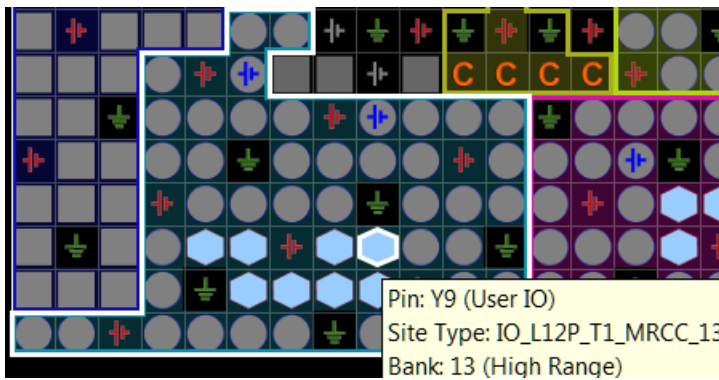 C C C C
Pin: Y9 (User IO)
Site Type: IO_L12P_T1_MRCC_13
Bank: 13 (High Range)